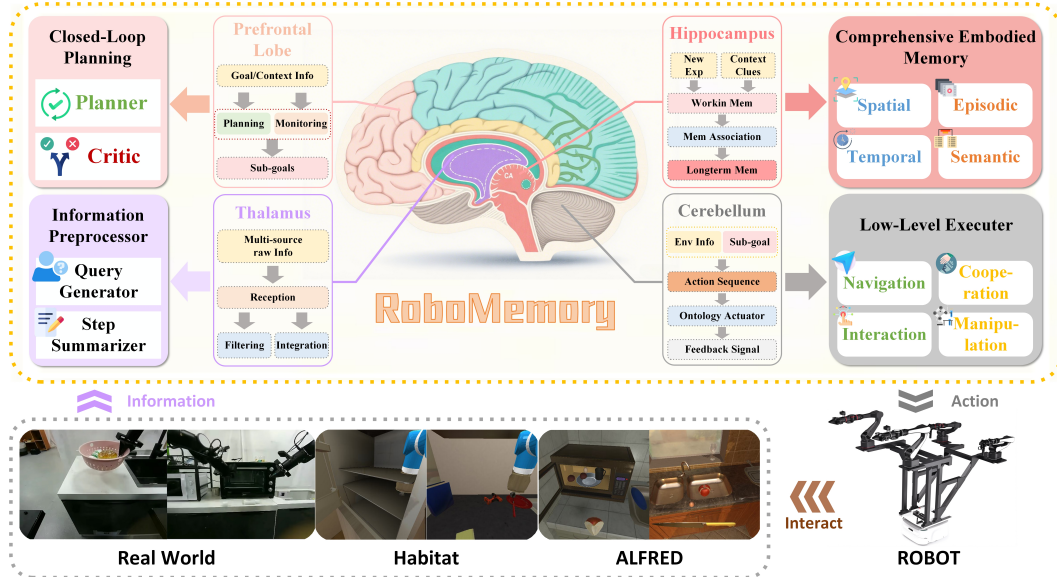 Closed-Loop
Planning
Planner
Critic
Prefrontal
Lobe
Goal/Context Info
Planning
Monitoring
Sub-goals
Hippocampus
New
Exp
Context
Clues
Workin Mem
Mem Association
Longterm Mem
Comprehensive Embodied
Memory
Spatial
Episodic
Temporal
Semantic
CA
Information
Preprocessor
Query
Generator
Step
Summarizer
Thalamus
Multi-source
raw Info
Reception
Filtering
Integration
RoboMemory
Cerebellum
Env Info
Sub-goal
Action Sequence
Ontology Actuator
Feedback Signal
Low-Level Executer
Navigation
Coope-
ration
Interaction
Manipu-
lation
Information
Action
Interact
Real World
Habitat
ALFRED
ROBOT